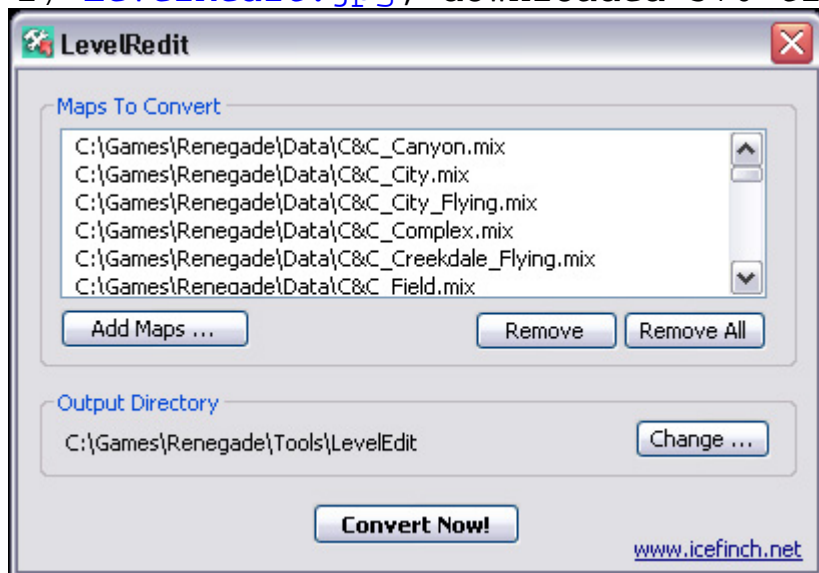 LevelRedit
Maps To Convert
C:\Games\Renegade\Data\C&C_Canyon.mix
C:\Games\Renegade\Data\C&C_City.mix
C:\Games\Renegade\Data\C&C_City_Flying.mix
C:\Games\Renegade\Data\C&C_Complex.mix
C:\Games\Renegade\Data\C&C_Creekdale_Flying.mix
C:\Games\Renegade\Data\C&C_Field.mix
Add Maps ... Remove Remove All
Output Directory
C:\Games\Renegade\Tools\LevelEdit Change ...
Convert Now!
www.icefinch.net